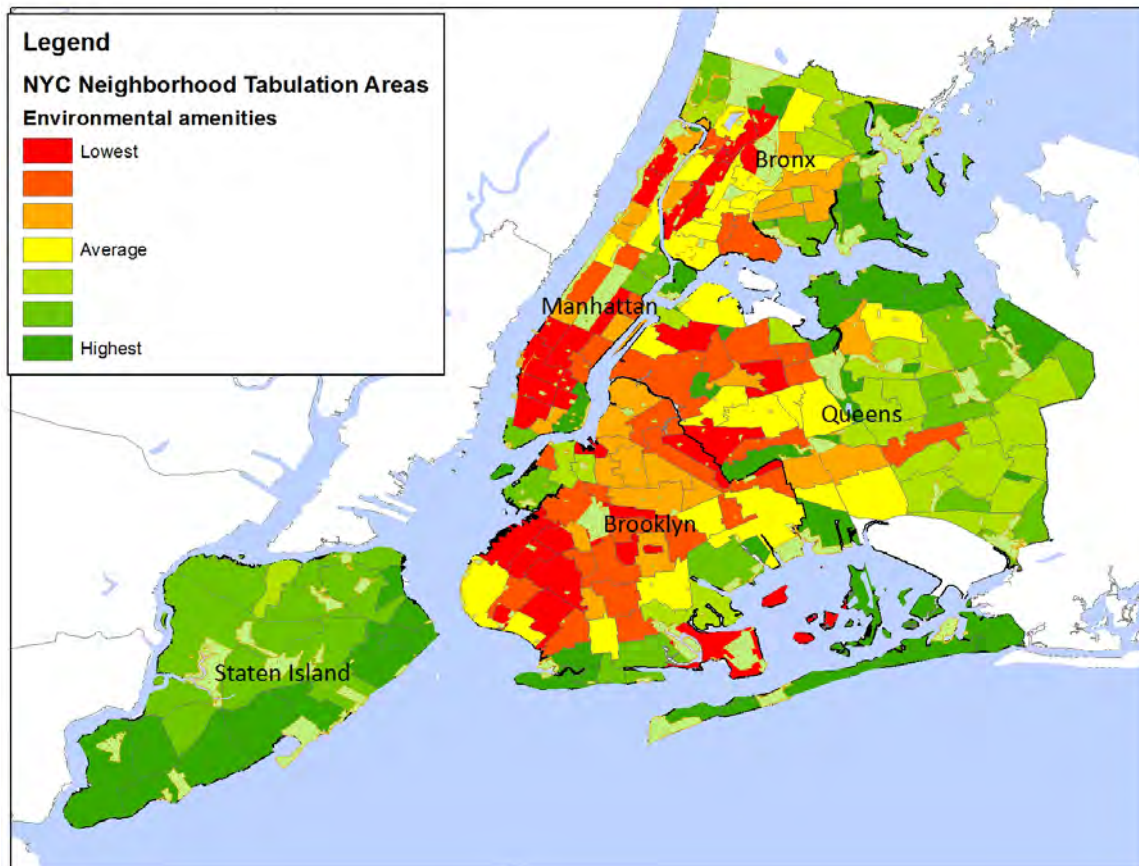 Legend
NYC Neighborhood Tabulation Areas
Environmental amenities
Lowest
Average
Highest
Bronx
Manhattan
Queens
Brooklyn
Staten Island